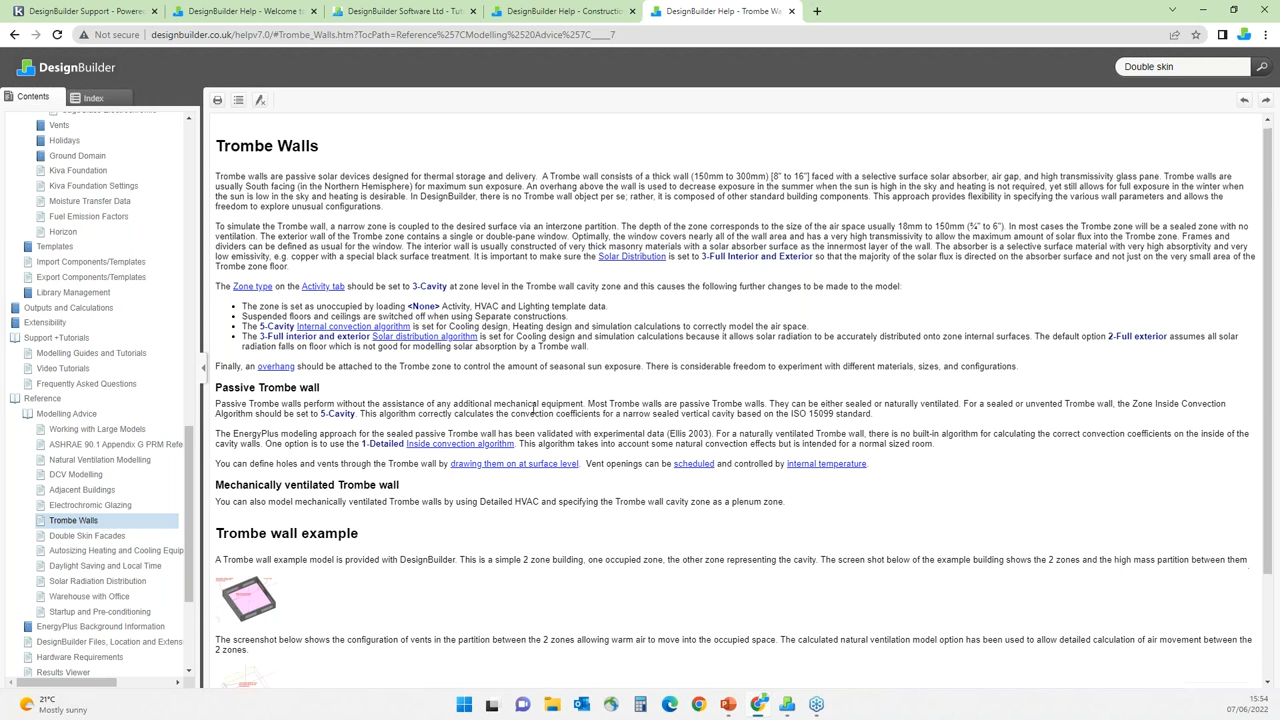 DesignBuilder Support - Powered
DesignBuilder Help - Welcome to
DesignBuilder Software Ltd - Tut
DesignBuilder Help - Constructio
DesignBuilder Help - Trombe Wa
Not secure | designbuilder.co.uk/helpv7.0/#Trombe_Walls.htm?TocPath=Reference%257CModelling%2520Advice%257C____7
DesignBuilder
Double skin
Contents
Index
Vents
Holidays
Ground Domain
Kiva Foundation
Kiva Foundation Settings
Moisture Transfer Data
Fuel Emission Factors
Horizon
Templates
Import Components/Templates
Export Components/Templates
Library Management
Outputs and Calculations
Extensibility
Support +Tutorials
Modelling Guides and Tutorials
Video Tutorials
Frequently Asked Questions
Reference
Modelling Advice
Working with Large Models
ASHRAE 90.1 Appendix G PRM Refe
Natural Ventilation Modelling
DCV Modelling
Adjacent Buildings
Electrochromic Glazing
Trombe Walls
Double Skin Facades
Autosizing Heating and Cooling Equip
Daylight Saving and Local Time
Solar Radiation Distribution
Warehouse with Office
Startup and Pre-conditioning
EnergyPlus Background Information
DesignBuilder Files, Location and Extens
Hardware Requirements
Results Viewer
Trombe Walls
Trombe walls are passive solar devices designed for thermal storage and delivery. A Trombe wall consists of a thick wall (150mm to 300mm) [8" to 16"] faced with a selective surface solar absorber, air gap, and high transmissivity glass pane. Trombe walls are
usually South facing (in the Northern Hemisphere) for maximum sun exposure. An overhang above the wall is used to decrease exposure in the summer when the sun is high in the sky and heating is not required, yet still allows for full exposure in the winter when
the sun is low in the sky and heating is desirable. In DesignBuilder, there is no Trombe wall object per se; rather, it is composed of other standard building components. This approach provides flexibility in specifying the various wall parameters and allows the
freedom to explore unusual configurations.
To simulate the Trombe wall, a narrow zone is coupled to the desired surface via an interzone partition. The depth of the zone corresponds to the size of the air space usually 18mm to 150mm (¾" to 6"). In most cases the Trombe zone will be a sealed zone with no
ventilation. The exterior wall of the Trombe zone contains a single or double-pane window. Optimally, the window covers nearly all of the wall area and has a very high transmissivity to allow the maximum amount of solar flux into the Trombe zone. Frames and
dividers can be defined as usual for the window. The interior wall is usually constructed of very thick masonry materials with a solar absorber surface as the innermost layer of the wall. The absorber is a selective surface material with very high absorptivity and very
low emissivity, e.g. copper with a special black surface treatment. It is important to make sure the Solar Distribution is set to 3-Full Interior and Exterior so that the majority of the solar flux is directed on the absorber surface and not just on the very small area of the
Trombe zone floor.
The Zone type on the Activity tab should be set to 3-Cavity at zone level in the Trombe wall cavity zone and this causes the following further changes to be made to the model:
• The zone is set as unoccupied by loading <None> Activity, HVAC and Lighting template data.
• Suspended floors and ceilings are switched off when using Separate constructions.
• The 5-Cavity Internal convection algorithm is set for Cooling design, Heating design and simulation calculations to correctly model the air space.
• The 3-Full interior and exterior Solar distribution algorithm is set for Cooling design and simulation calculations because it allows solar radiation to be accurately distributed onto zone internal surfaces. The default option 2-Full exterior assumes all solar
radiation falls on floor which is not good for modelling solar absorption by a Trombe wall.
Finally, an overhang should be attached to the Trombe zone to control the amount of seasonal sun exposure. There is considerable freedom to experiment with different materials, sizes, and configurations.
Passive Trombe wall
Passive Trombe walls perform without the assistance of any additional mechanical equipment. Most Trombe walls are passive Trombe walls. They can be either sealed or naturally ventilated. For a sealed or unvented Trombe wall, the Zone Inside Convection
Algorithm should be set to 5-Cavity. This algorithm correctly calculates the convection coefficients for a narrow sealed vertical cavity based on the ISO 15099 standard.
The EnergyPlus modeling approach for the sealed passive Trombe wall has been validated with experimental data (Ellis 2003). For a naturally ventilated Trombe wall, there is no built-in algorithm for calculating the correct convection coefficients on the inside of the
cavity walls. One option is to use the 1-Detailed Inside convection algorithm. This algorithm takes into account some natural convection effects but is intended for a normal sized room.
You can define holes and vents through the Trombe wall by drawing them on at surface level. Vent openings can be scheduled and controlled by internal temperature.
Mechanically ventilated Trombe wall
You can also model mechanically ventilated Trombe walls by using Detailed HVAC and specifying the Trombe wall cavity zone as a plenum zone.
Trombe wall example
A Trombe wall example model is provided with DesignBuilder. This is a simple 2 zone building, one occupied zone, the other zone representing the cavity. The screen shot below of the example building shows the 2 zones and the high mass partition between them
.
The screenshot below shows the configuration of vents in the partition between the 2 zones allowing warm air to move into the occupied space. The calculated natural ventilation model option has been used to allow detailed calculation of air movement between the
2 zones.
21°C
Mostly sunny
15:54
07/06/2022